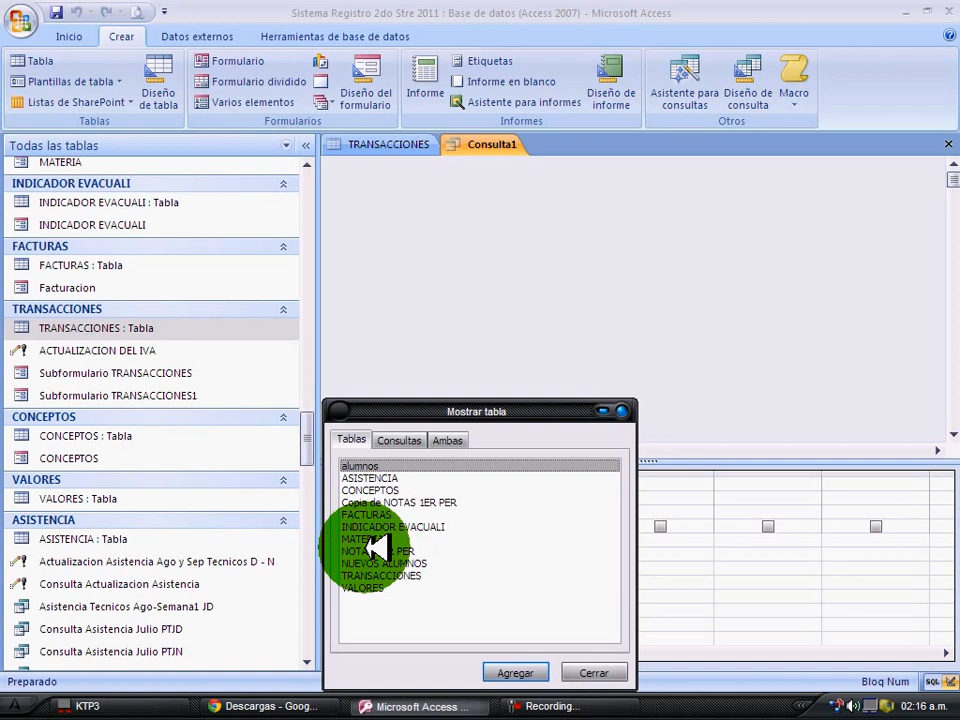 Sistema Registro 2do Stre 2011 : Base de datos (Access 2007) - Microsoft Access
Inicio
Crear
Datos externos
Herramientas de base de datos
Tabla
Plantillas de tabla
Listas de SharePoint
Diseño de tabla
Tablas
Formulario
Formulario dividido
Varios elementos
Diseño del formulario
Formularios
Informe
Etiquetas
Informe en blanco
Asistente para informes
Diseño de informe
Informes
Asistente para consultas
Diseño de consulta
Macro
Otros
Todas las tablas
MATERIA
INDICADOR EVACUALI
INDICADOR EVACUALI : Tabla
INDICADOR EVACUALI
FACTURAS
FACTURAS : Tabla
Facturacion
TRANSACCIONES
TRANSACCIONES : Tabla
ACTUALIZACION DEL IVA
Subformulario TRANSACCIONES
Subformulario TRANSACCIONES1
CONCEPTOS
CONCEPTOS : Tabla
CONCEPTOS
VALORES
VALORES : Tabla
ASISTENCIA
ASISTENCIA : Tabla
Actualizacion Asistencia Ago y Sep Tecnicos D - N
Consulta Actualizacion Asistencia
Asistencia Tecnicos Ago-Semana1 JD
Consulta Asistencia Julio PTJD
Consulta Asistencia Julio PTJN
TRANSACCIONES
Consulta1
Mostrar tabla
Tablas
Consultas
Ambas
alumnos
ASISTENCIA
CONCEPTOS
Copia de NOTAS 1ER PER
FACTURAS
INDICADOR EVACUALI
PER
NUEVOS ALUMNOS
TRANSACCIONES
VALORES
Agregar
Cerrar
Preparado
Bloq Num
SQL
KTP3
Descargas - Goog...
Microsoft Access ...
Recording...
02:16 a.m.